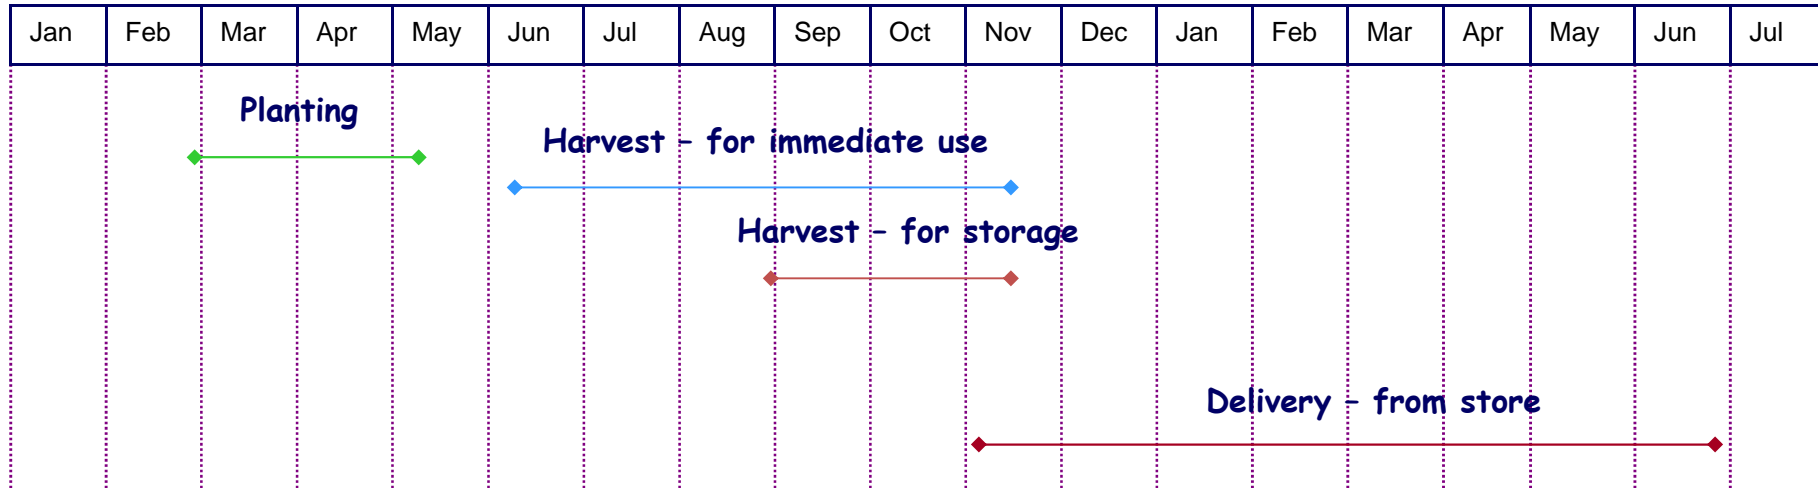 Jan Feb Mar Apr May Jun Jul Aug Sep Oct Nov Dec Jan Feb Mar Apr May Jun Jul
Planting
Harvest – for immediate use
Harvest – for storage
Delivery – from store